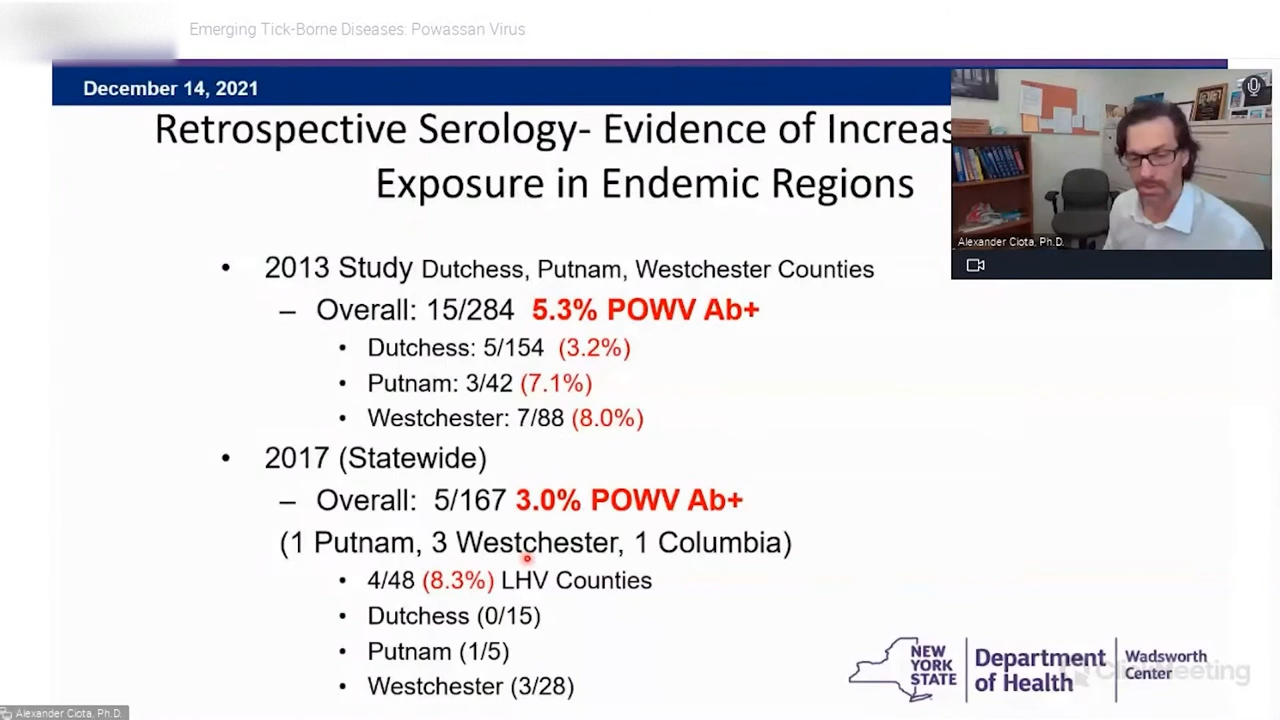 Emerging Tick-Borne Diseases: Powassan Virus
December 14, 2021
Retrospective Serology- Evidence of Increas
Exposure in Endemic Regions
Alexander Ciota, Ph.D.
• 2013 Study Dutchess, Putnam, Westchester Counties
– Overall: 15/284 5.3% POWV Ab+
• Dutchess: 5/154 (3.2%)
• Putnam: 3/42 (7.1%)
• Westchester: 7/88 (8.0%)
• 2017 (Statewide)
– Overall: 5/167 3.0% POWV Ab+
(1 Putnam, 3 Westchester, 1 Columbia)
• 4/48 (8.3%) LHV Counties
• Dutchess (0/15)
• Putnam (1/5)
• Westchester (3/28)
NEW YORK STATE
Department of Health
Wadsworth Center
ClickMeeting
Alexander Ciota, Ph.D.